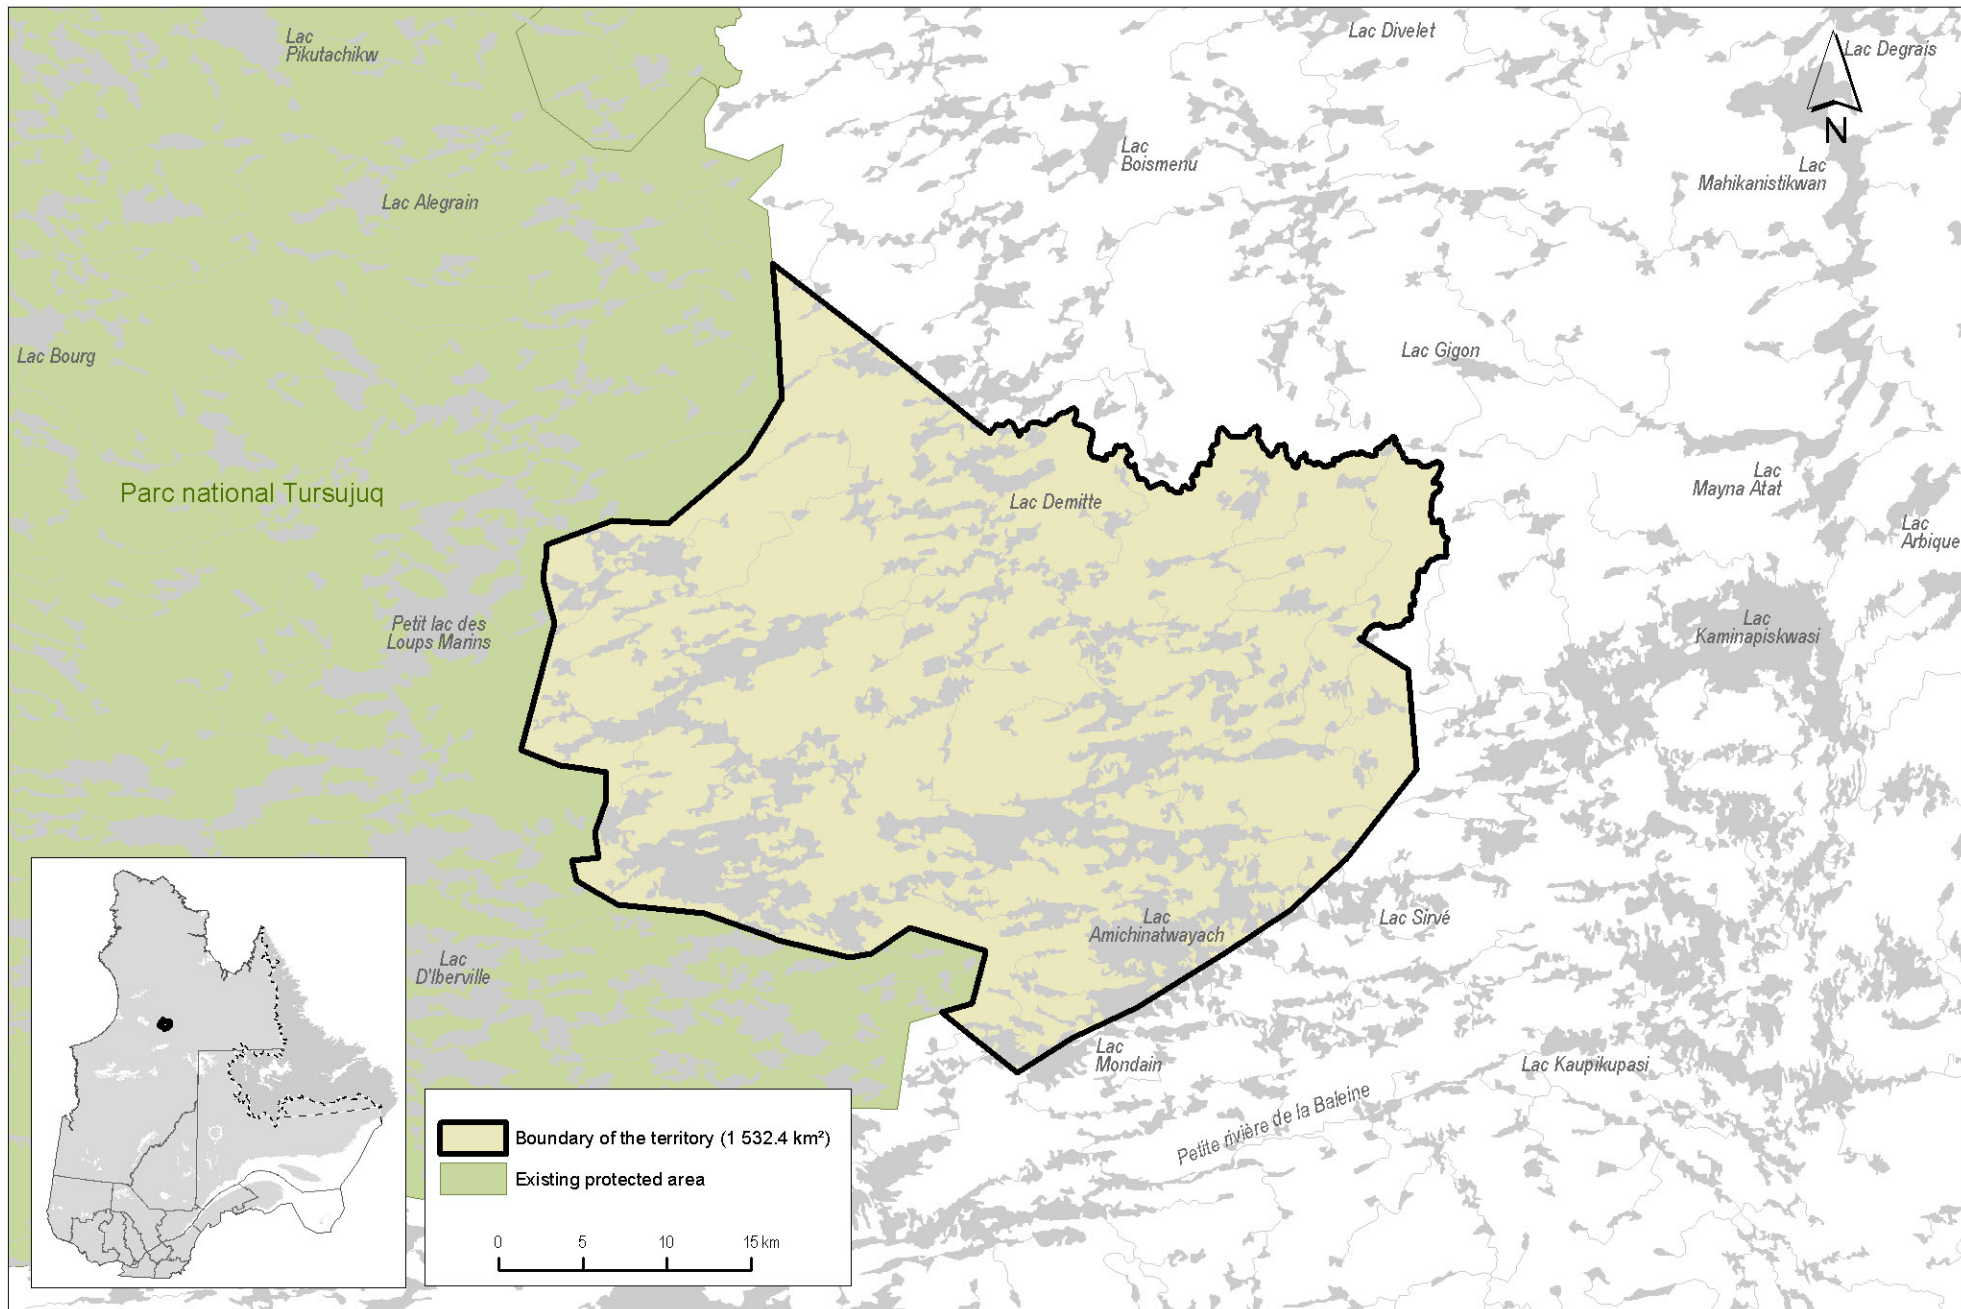 Lac
Pikutachikw
Lac Divelet
Lac Degrais
N
Lac
Boismenu
Lac
Mahikanistikwan
Lac Alegrain
Lac Bourg
Lac Gigon
Parc national Tursujuq
Lac Demitte
Lac
Mayna Atat
Lac
Arbique
Petit lac des
Loups Marins
Lac
Kaminapiskwasi
Lac
Amichinatwayach
Lac Sirvé
Lac
D'Iberville
Lac
Mondain
Lac Kaupikupasi
Petite rivière de la Baleine
Boundary of the territory (1 532.4 km²)
Existing protected area
0 5 10 15 km